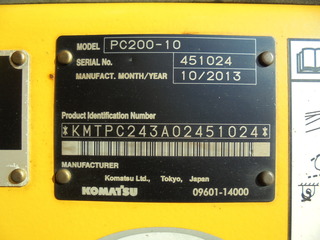 MODEL PC200-10
SERIAL No. 451024
MANUFACT. MONTH/YEAR 10/2013
Product Identification Number
*KMTPC243A02451024*
MANUFACTURER
Komatsu Ltd., Tokyo, Japan
KOMATSU 09601-14000